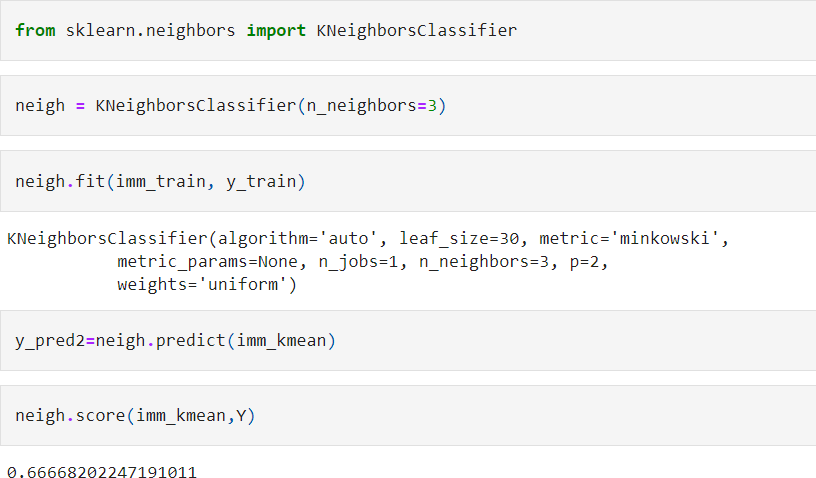 from sklearn.neighbors import KNeighborsClassifier
neigh = KNeighborsClassifier(n_neighbors=3)
neigh.fit(imm_train, y_train)
KNeighborsClassifier(algorithm='auto', leaf_size=30, metric='minkowski',
           metric_params=None, n_jobs=1, n_neighbors=3, p=2,
           weights='uniform')
y_pred2=neigh.predict(imm_kmean)
neigh.score(imm_kmean,Y)
0.66668202247191011